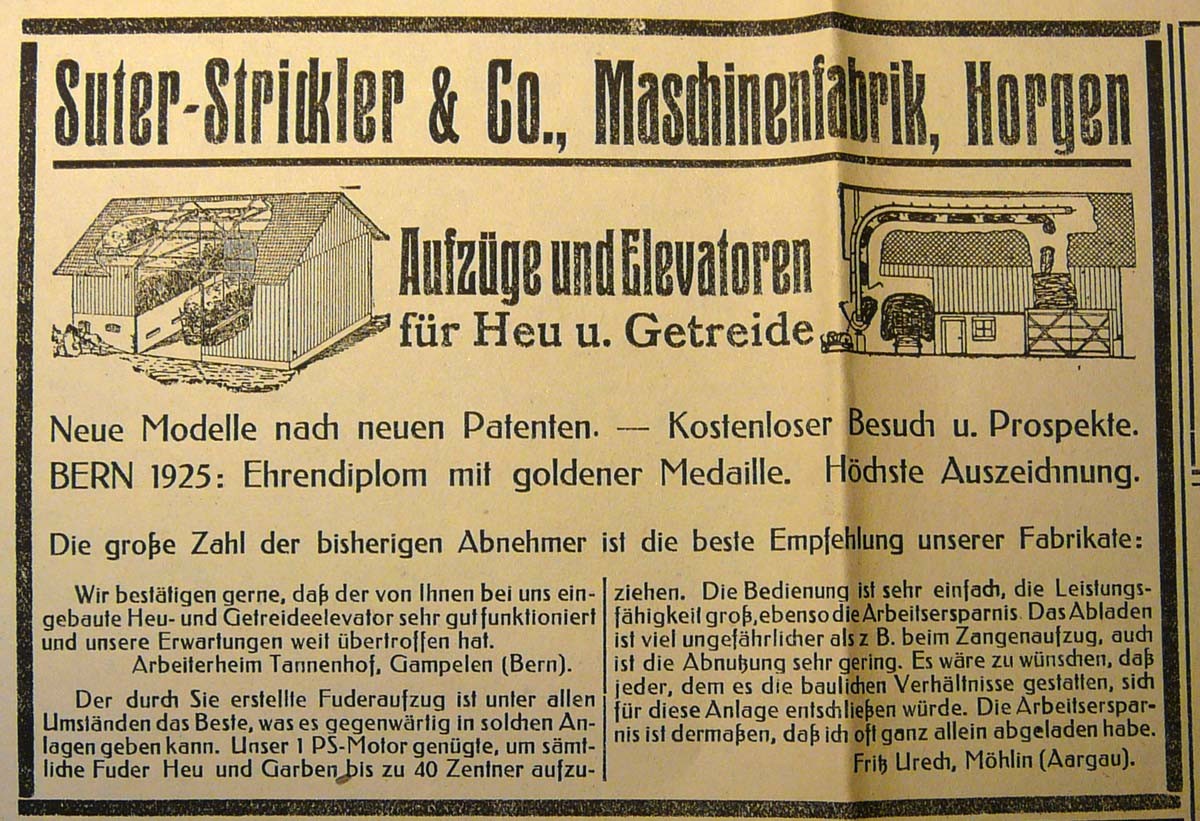 Suter-Strickler & Co., Maschinenfabrik, Horgen
Aufzüge und Elevatoren
für Heu u. Getreide
Neue Modelle nach neuen Patenten. — Kostenloser Besuch u. Prospekte.
BERN 1925: Ehrendiplom mit goldener Medaille. Höchste Auszeichnung.
Die große Zahl der bisherigen Abnehmer ist die beste Empfehlung unserer Fabrikate:
Wir bestätigen gerne, daß der von Ihnen bei uns ein-
gebaute Heu- und Getreideelevator sehr gut funktioniert
und unsere Erwartungen weit übertroffen hat.
Arbeiterheim Tannenhof, Gampelen (Bern).
Der durch Sie erstellte Fuderaufzug ist unter allen
Umständen das Beste, was es gegenwärtig in solchen An-
lagen geben kann. Unser 1 PS-Motor genügte, um sämt-
liche Fuder Heu und Garben bis zu 40 Zentner aufzu-
ziehen. Die Bedienung ist sehr einfach, die Leistungs-
fähigkeit groß, ebenso die Arbeitsersparnis. Das Abladen
ist viel ungefährlicher als z B. beim Zangenaufzug, auch
ist die Abnutzung sehr gering. Es wäre zu wünschen, daß
jeder, dem es die baulichen Verhältnisse gestatten, sich
für diese Anlage entschließen würde. Die Arbeitserspar-
nis ist dermaßen, daß ich oft ganz allein abgeladen habe.
Fritz Urech, Möhlin (Aargau).